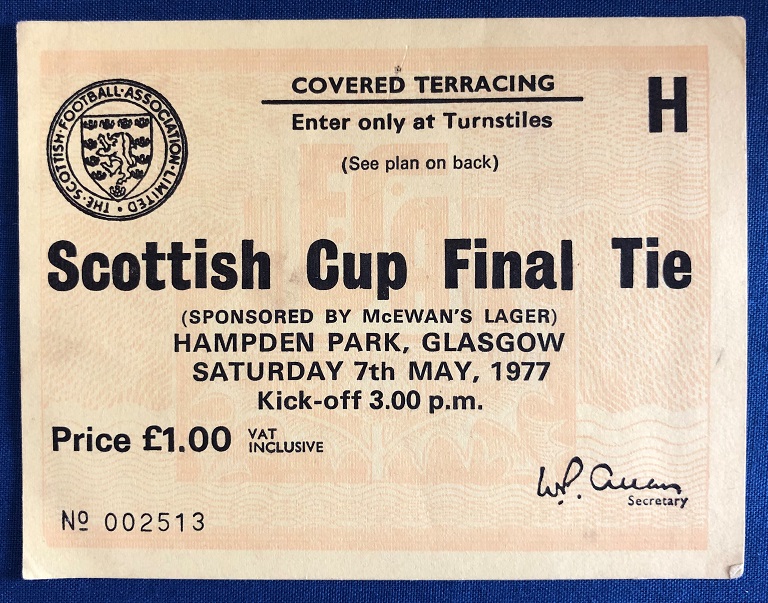 THE · SCOTTISH · FOOTBALL · ASSOCIATION · LIMITED ·
COVERED TERRACING
H
Enter only at Turnstiles
(See plan on back)
Scottish Cup Final Tie
(SPONSORED BY McEWAN'S LAGER)
HAMPDEN PARK, GLASGOW
SATURDAY 7th MAY, 1977
Kick-off 3.00 p.m.
Price £1.00 VAT
INCLUSIVE
W.P. Allan
Secretary
Nº 002513